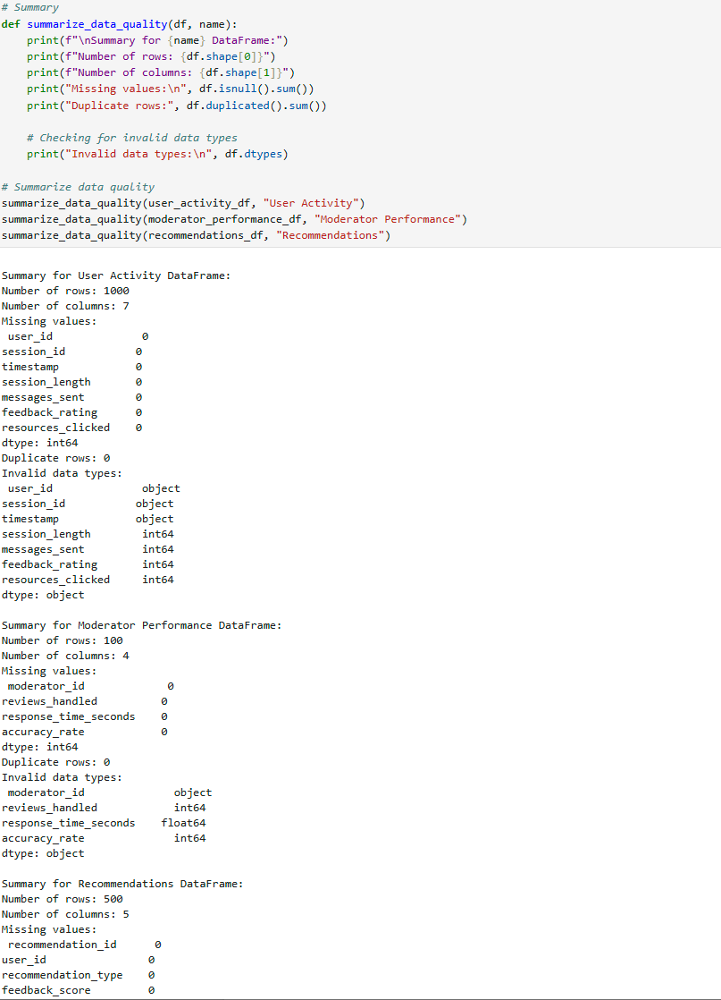 # Summary
def summarize_data_quality(df, name):
    print(f"\nSummary for {name} DataFrame:")
    print(f"Number of rows: {df.shape[0]}")
    print(f"Number of columns: {df.shape[1]}")
    print("Missing values:\n", df.isnull().sum())
    print("Duplicate rows:", df.duplicated().sum())

    # Checking for invalid data types
    print("Invalid data types:\n", df.dtypes)

# Summarize data quality
summarize_data_quality(user_activity_df, "User Activity")
summarize_data_quality(moderator_performance_df, "Moderator Performance")
summarize_data_quality(recommendations_df, "Recommendations")

Summary for User Activity DataFrame:
Number of rows: 1000
Number of columns: 7
Missing values:
 user_id              0
session_id           0
timestamp            0
session_length       0
messages_sent        0
feedback_rating      0
resources_clicked    0
dtype: int64
Duplicate rows: 0
Invalid data types:
 user_id              object
session_id           object
timestamp            object
session_length        int64
messages_sent         int64
feedback_rating       int64
resources_clicked     int64
dtype: object

Summary for Moderator Performance DataFrame:
Number of rows: 100
Number of columns: 4
Missing values:
 moderator_id             0
reviews_handled          0
response_time_seconds    0
accuracy_rate            0
dtype: int64
Duplicate rows: 0
Invalid data types:
 moderator_id              object
reviews_handled            int64
response_time_seconds    float64
accuracy_rate              int64
dtype: object

Summary for Recommendations DataFrame:
Number of rows: 500
Number of columns: 5
Missing values:
 recommendation_id      0
user_id                0
recommendation_type    0
feedback_score         0